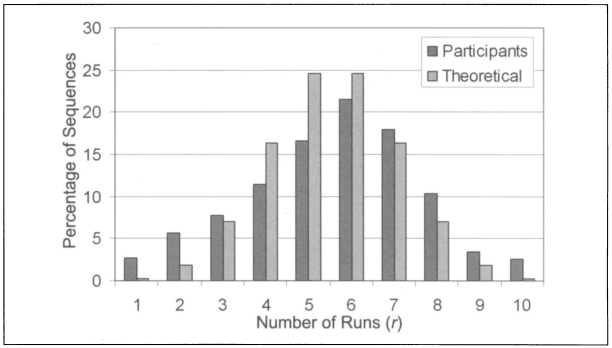 30
25
20
15
10
5
0
Percentage of Sequences
Participants
Theoretical
1 2 3 4 5 6 7 8 9 10
Number of Runs (r)